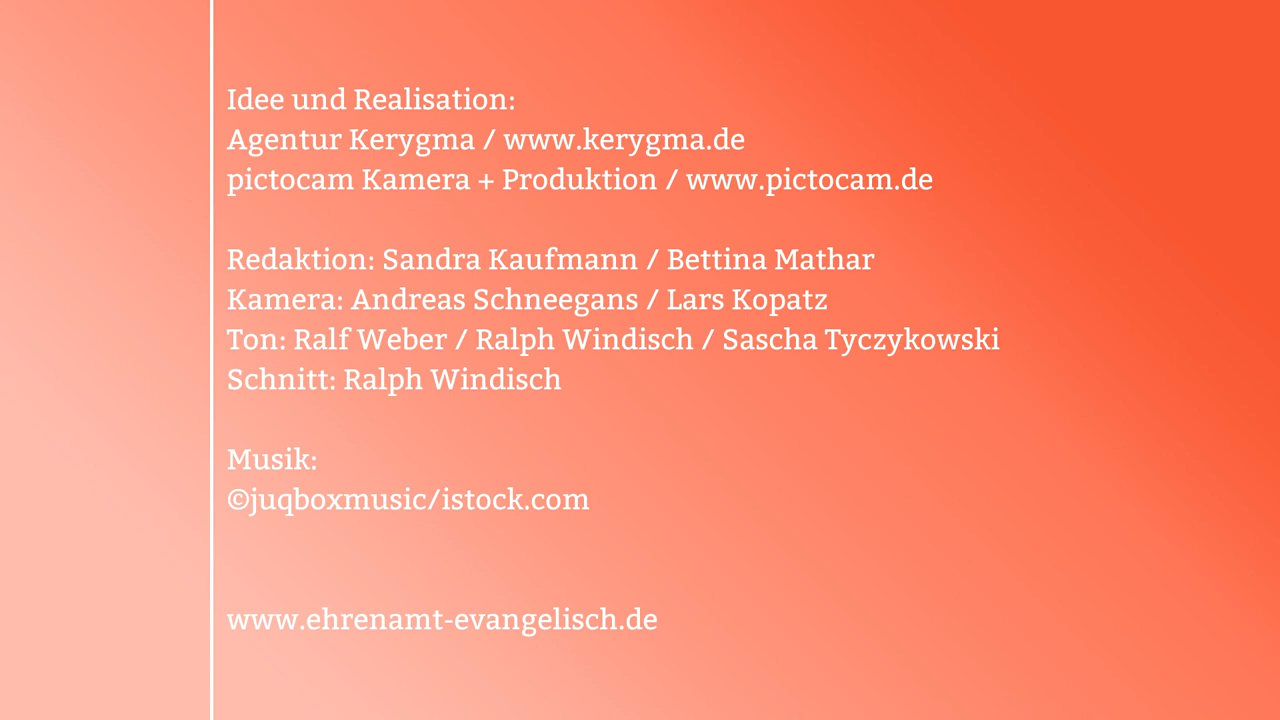 Idee und Realisation:
Agentur Kerygma / www.kerygma.de
pictocam Kamera + Produktion / www.pictocam.de
Redaktion: Sandra Kaufmann / Bettina Mathar
Kamera: Andreas Schneegans / Lars Kopatz
Ton: Ralf Weber / Ralph Windisch / Sascha Tyczykowski
Schnitt: Ralph Windisch
Musik:
©juqboxmusic/istock.com
www.ehrenamt-evangelisch.de